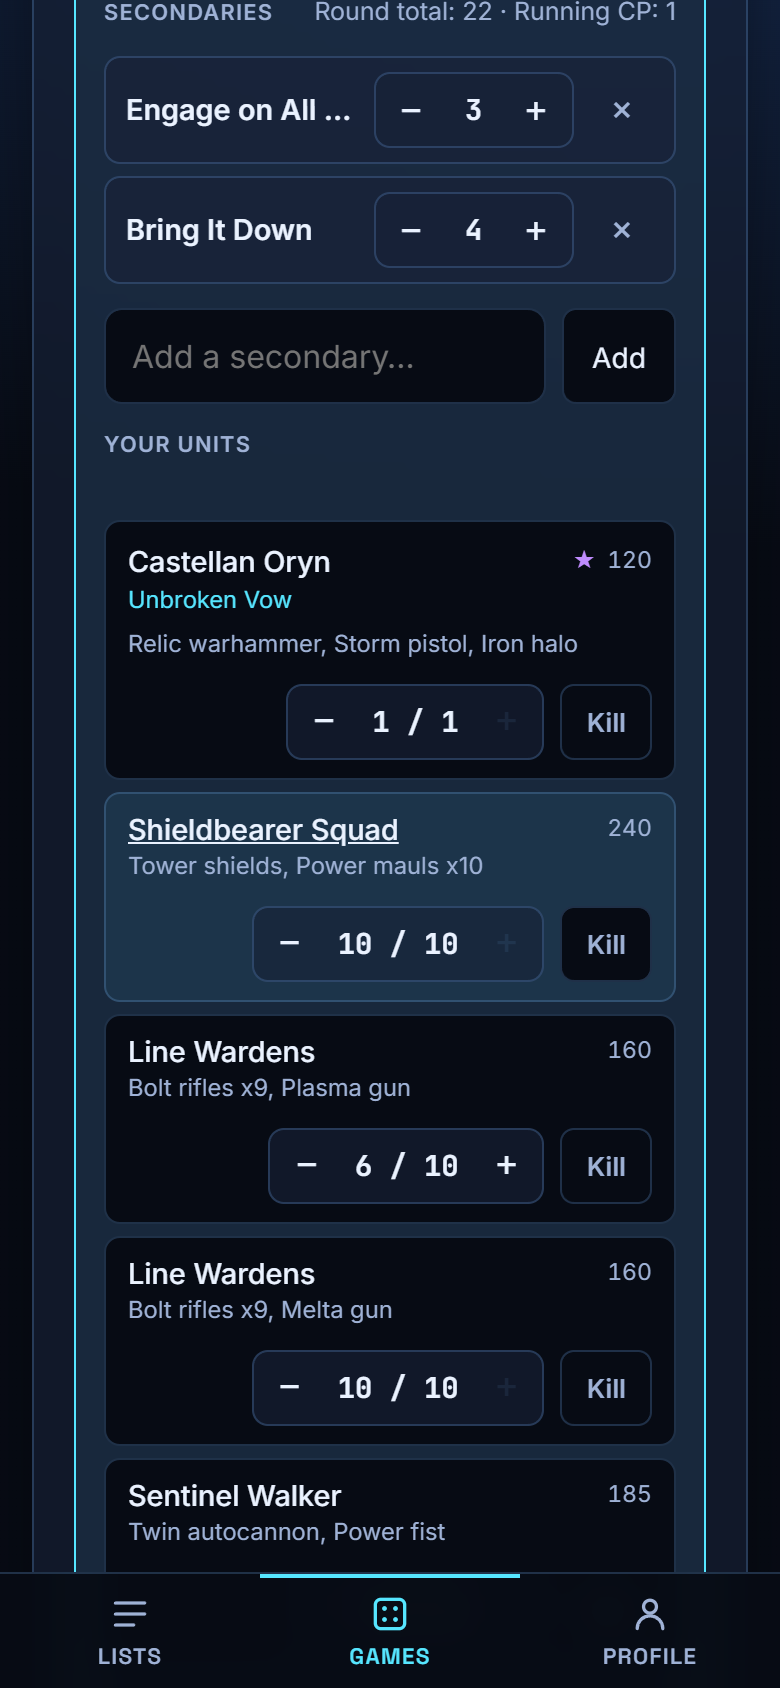 SECONDARIES Round total: 22 · Running CP: 1
Engage on All ... − 3 + ×
Bring It Down − 4 + ×
Add a secondary... Add
YOUR UNITS
Castellan Oryn ★ 120
Unbroken Vow
Relic warhammer, Storm pistol, Iron halo
− 1 / 1 + Kill
Shieldbearer Squad 240
Tower shields, Power mauls x10
− 10 / 10 + Kill
Line Wardens 160
Bolt rifles x9, Plasma gun
− 6 / 10 + Kill
Line Wardens 160
Bolt rifles x9, Melta gun
− 10 / 10 + Kill
Sentinel Walker 185
Twin autocannon, Power fist
LISTS GAMES PROFILE